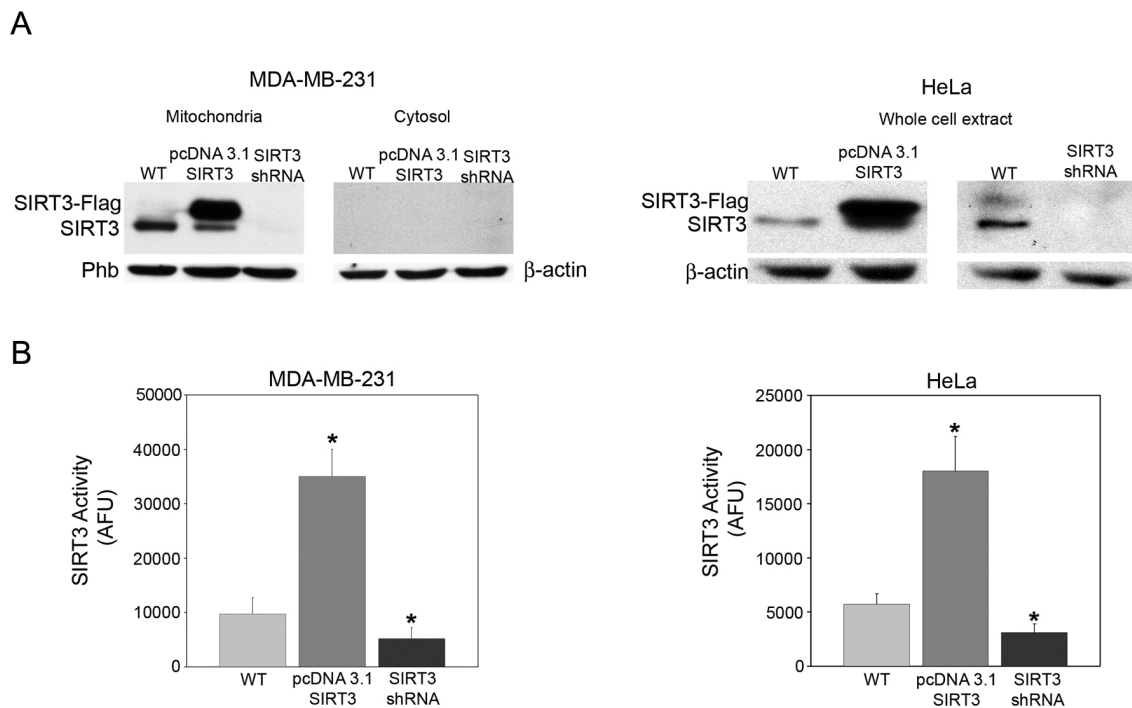 A
MDA-MB-231
Mitochondria Cytosol
WT pcDNA 3.1 SIRT3 SIRT3 shRNA WT pcDNA 3.1 SIRT3 SIRT3 shRNA
SIRT3-Flag
SIRT3
Phb β-actin
HeLa
Whole cell extract
WT pcDNA 3.1 SIRT3 WT SIRT3 shRNA
SIRT3-Flag
SIRT3
β-actin
B
MDA-MB-231
SIRT3 Activity
(AFU)
50000
40000
30000
20000
10000
0
*
*
WT pcDNA 3.1 SIRT3
SIRT3 shRNA
HeLa
SIRT3 Activity
(AFU)
25000
20000
15000
10000
5000
0
*
*
WT pcDNA 3.1 SIRT3
SIRT3 shRNA